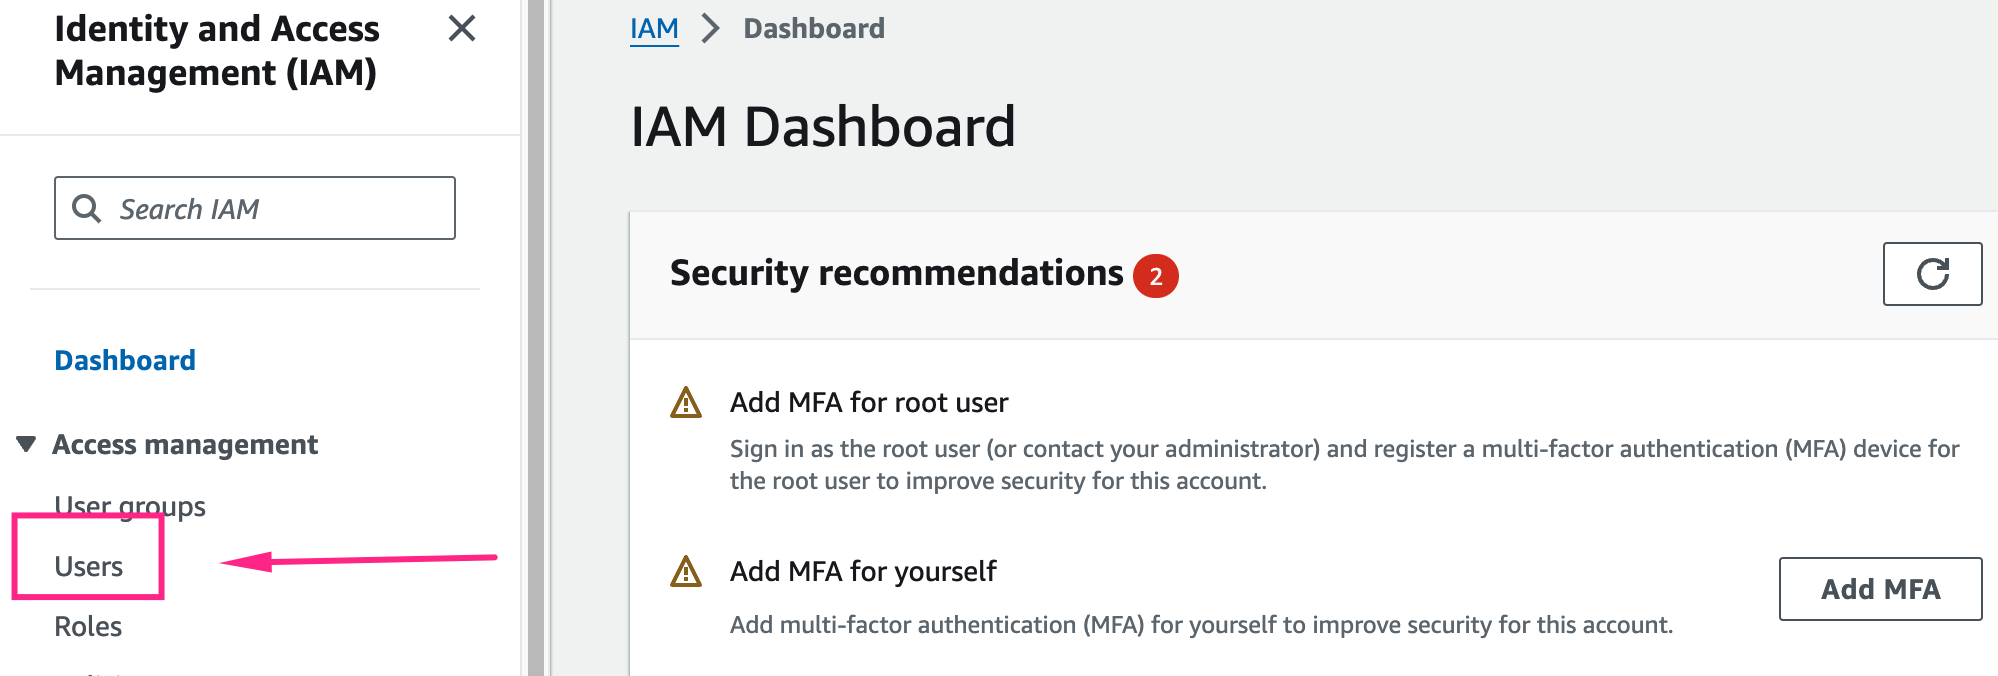 Identity and Access
Management (IAM)
Search IAM
Dashboard
Access management
User groups
Users
Roles
IAM > Dashboard
IAM Dashboard
Security recommendations 2
Add MFA for root user
Sign in as the root user (or contact your administrator) and register a multi-factor authentication (MFA) device for
the root user to improve security for this account.
Add MFA for yourself
Add multi-factor authentication (MFA) for yourself to improve security for this account.
Add MFA